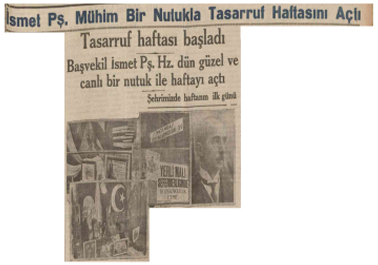 İsmet Pş. Mühim Bir Nutukla Tasarruf Haftasını Açtı
Tasarruf haftası başladı
Başvekil İsmet Pş. Hz. dün güzel ve
canlı bir nutuk ile haftayı açtı
Şehrimizde haftanın ilk günü
YERLİ MALI